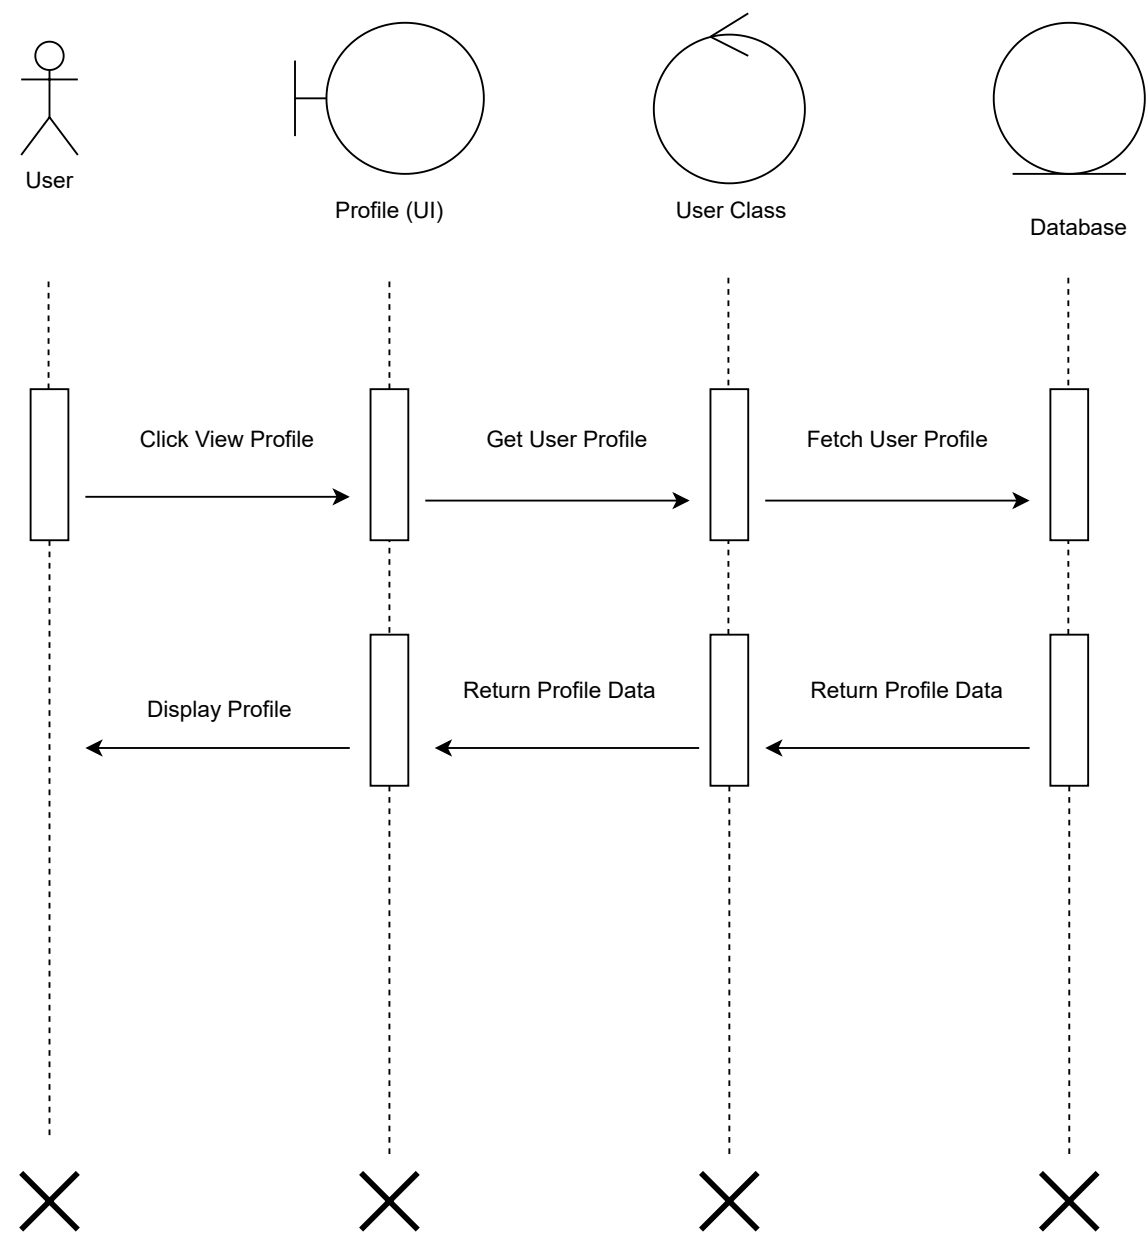 User
Profile (UI)
User Class
Database
Click View Profile
Get User Profile
Fetch User Profile
Display Profile
Return Profile Data
Return Profile Data